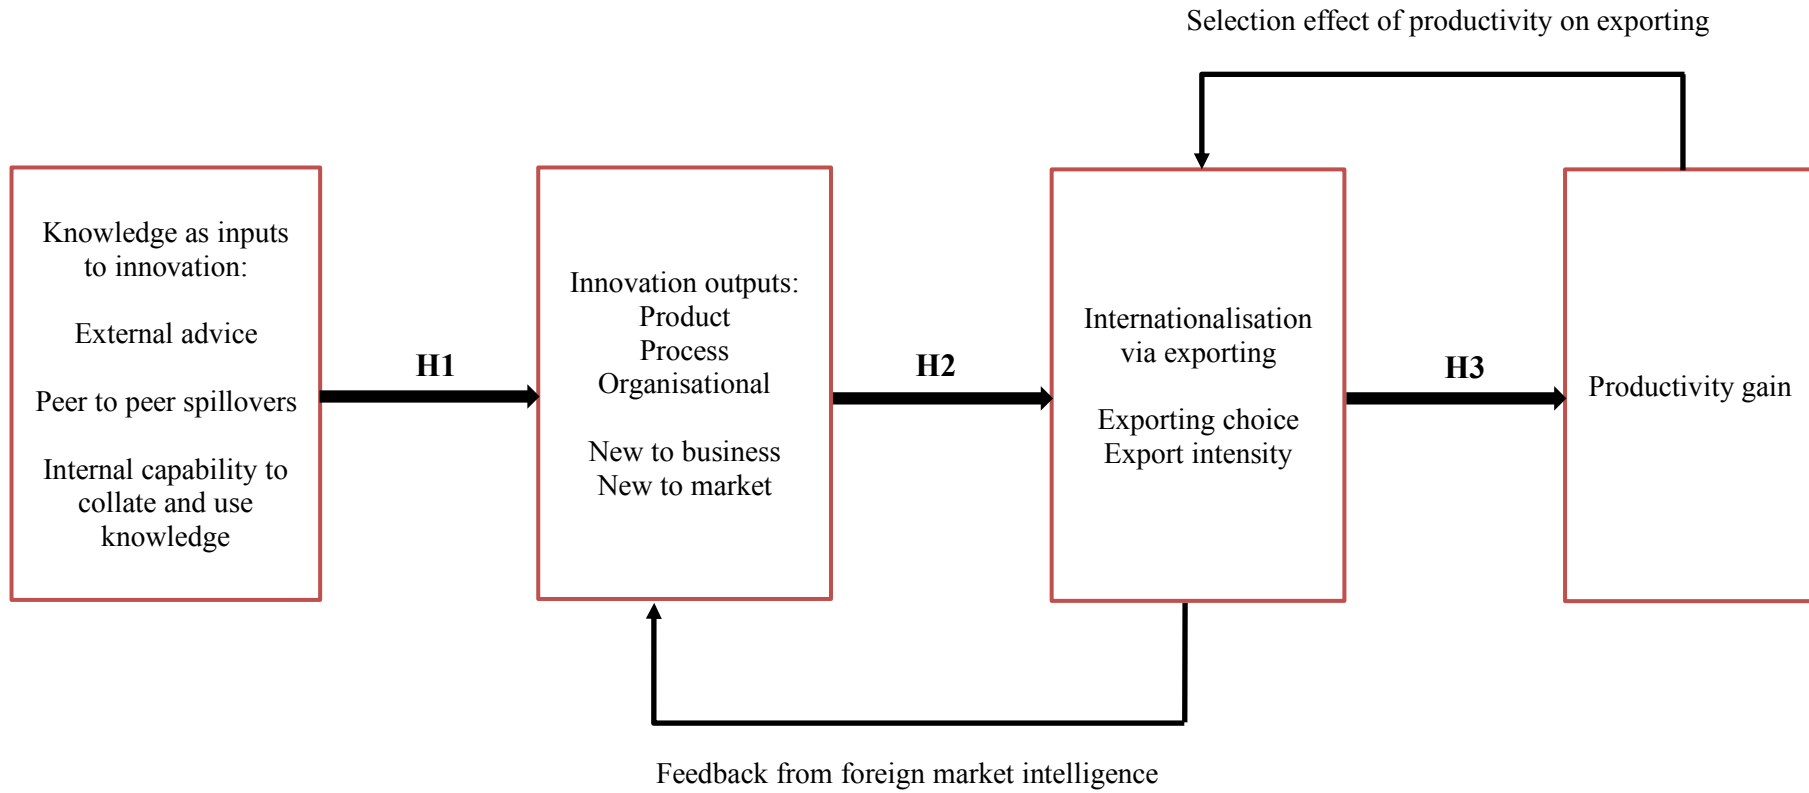 Selection effect of productivity on exporting
Knowledge as inputs
to innovation:
External advice
Peer to peer spillovers
Internal capability to
collate and use
knowledge
H1
Innovation outputs:
Product
Process
Organisational
New to business
New to market
H2
Internationalisation
via exporting
Exporting choice
Export intensity
H3
Productivity gain
Feedback from foreign market intelligence